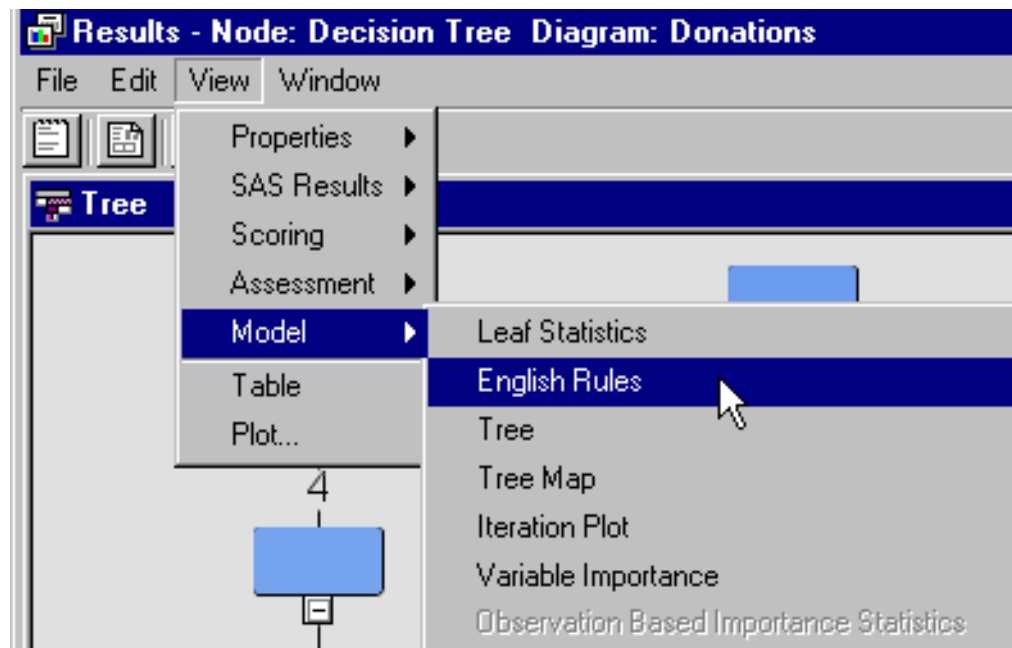 Results - Node: Decision Tree Diagram: Donations
File Edit View Window
Properties
SAS Results
Tree
Scoring
Assessment
Model
Leaf Statistics
Table
English Rules
Plot...
Tree
4
Tree Map
Iteration Plot
Variable Importance
Observation Based Importance Statistics